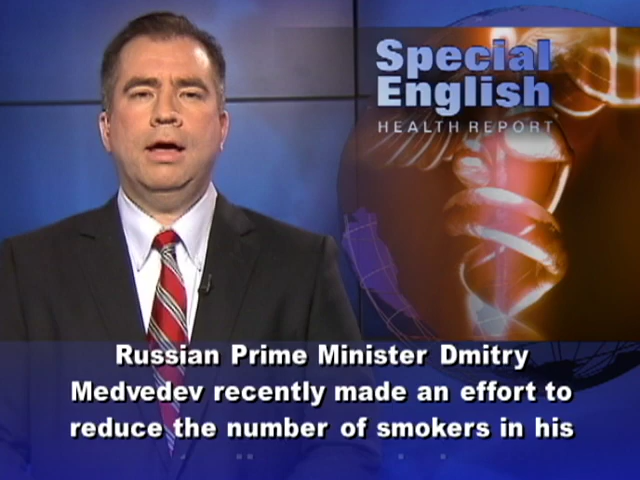 Special
English
HEALTH REPORT
Russian Prime Minister Dmitry
Medvedev recently made an effort to
reduce the number of smokers in his